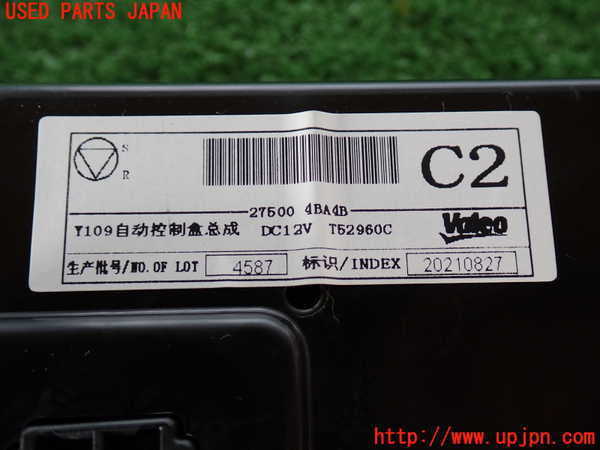 USED PARTS JAPAN
S
R
C2
27500 4BA4B
Y109自动控制盒总成 DC12V T52960C
Valeo
生产批号/NO.OF LOT 4587 标识/INDEX 20210827
http://www.upjpn.com/